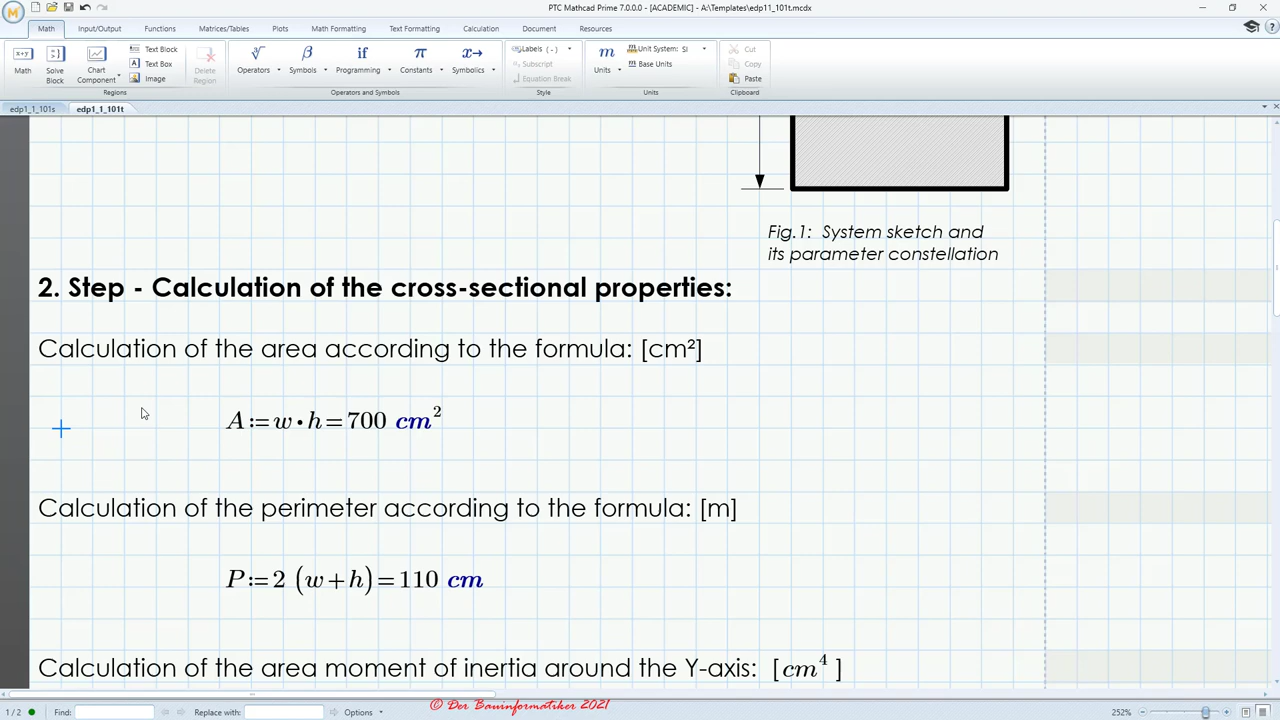 PTC Mathcad Prime 7.0.0.0 - [ACADEMIC] - A:\Templates\edp11_101t.mcdx
Math Input/Output Functions Matrices/Tables Plots Math Formatting Text Formatting Calculation Document Resources
Math
Solve Block
Chart Component
Text Block
Text Box
Image
Delete Region
Operators
Symbols
Programming
Constants
Symbolics
Labels ( – )
Subscript
Equation Break
Units
Unit System: SI
Base Units
Cut
Copy
Paste
Regions Operators and Symbols Style Units Clipboard
edp1_1_101s edp1_1_101t
Fig.1: System sketch and
its parameter constellation
2. Step - Calculation of the cross-sectional properties:
Calculation of the area according to the formula: [cm²]
A := w • h = 700 cm²
Calculation of the perimeter according to the formula: [m]
P := 2 (w + h) = 110 cm
Calculation of the area moment of inertia around the Y-axis: [cm⁴]
© Der Bauinformatiker 2021
1 / 2 Find: Replace with: Options 252%